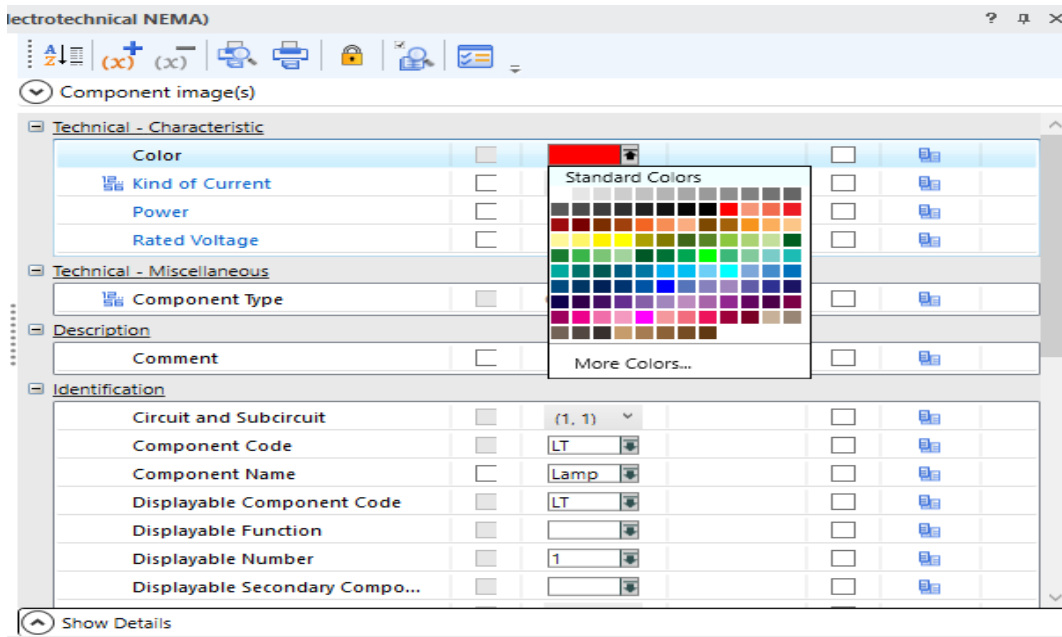 lectrotechnical NEMA)
Component image(s)
Technical - Characteristic
Color
Standard Colors
Kind of Current
Power
Rated Voltage
Technical - Miscellaneous
Component Type
Description
Comment
More Colors...
Identification
Circuit and Subcircuit (1, 1)
Component Code LT
Component Name Lamp
Displayable Component Code LT
Displayable Function
Displayable Number 1
Displayable Secondary Compo...
Show Details